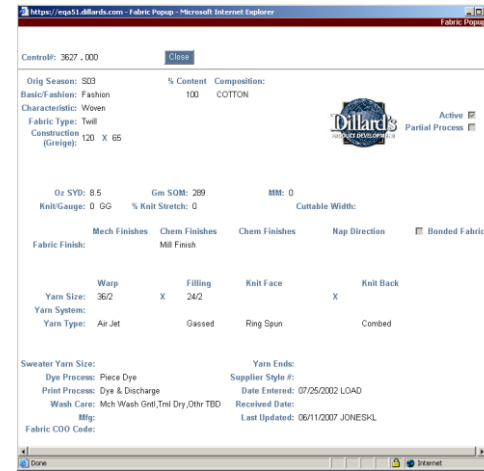 https://eqa51.dillards.com - Fabric Popup - Microsoft Internet Explorer
Fabric Popup
Control#: 3627 . 000 Close
Orig Season: S03 % Content Composition:
Basic/Fashion: Fashion 100 COTTON
Characteristic: Woven
Fabric Type: Twill
Construction (Greige): 120 X 65
Dillard's
PRODUCT DEVELOPMENT
Active
Partial Process
Oz SYD: 8.5 Gm SQM: 289 MM: 0
Knit/Gauge: 0 GG % Knit Stretch: 0 Cuttable Width:
Mech Finishes Chem Finishes Chem Finishes Nap Direction Bonded Fabric
Fabric Finish: Mill Finish
Warp Filling Knit Face Knit Back
Yarn Size: 36/2 X 24/2 X
Yarn System:
Yarn Type: Air Jet Gassed Ring Spun Combed
Sweater Yarn Size: Yarn Ends:
Dye Process: Piece Dye Supplier Style #:
Print Process: Dye & Discharge Date Entered: 07/25/2002 LOAD
Wash Care: Mch Wash Gntl,Tml Dry,Othr TBD Received Date:
Mfg: Last Updated: 06/11/2007 JONESKL
Fabric COO Code:
Done Internet